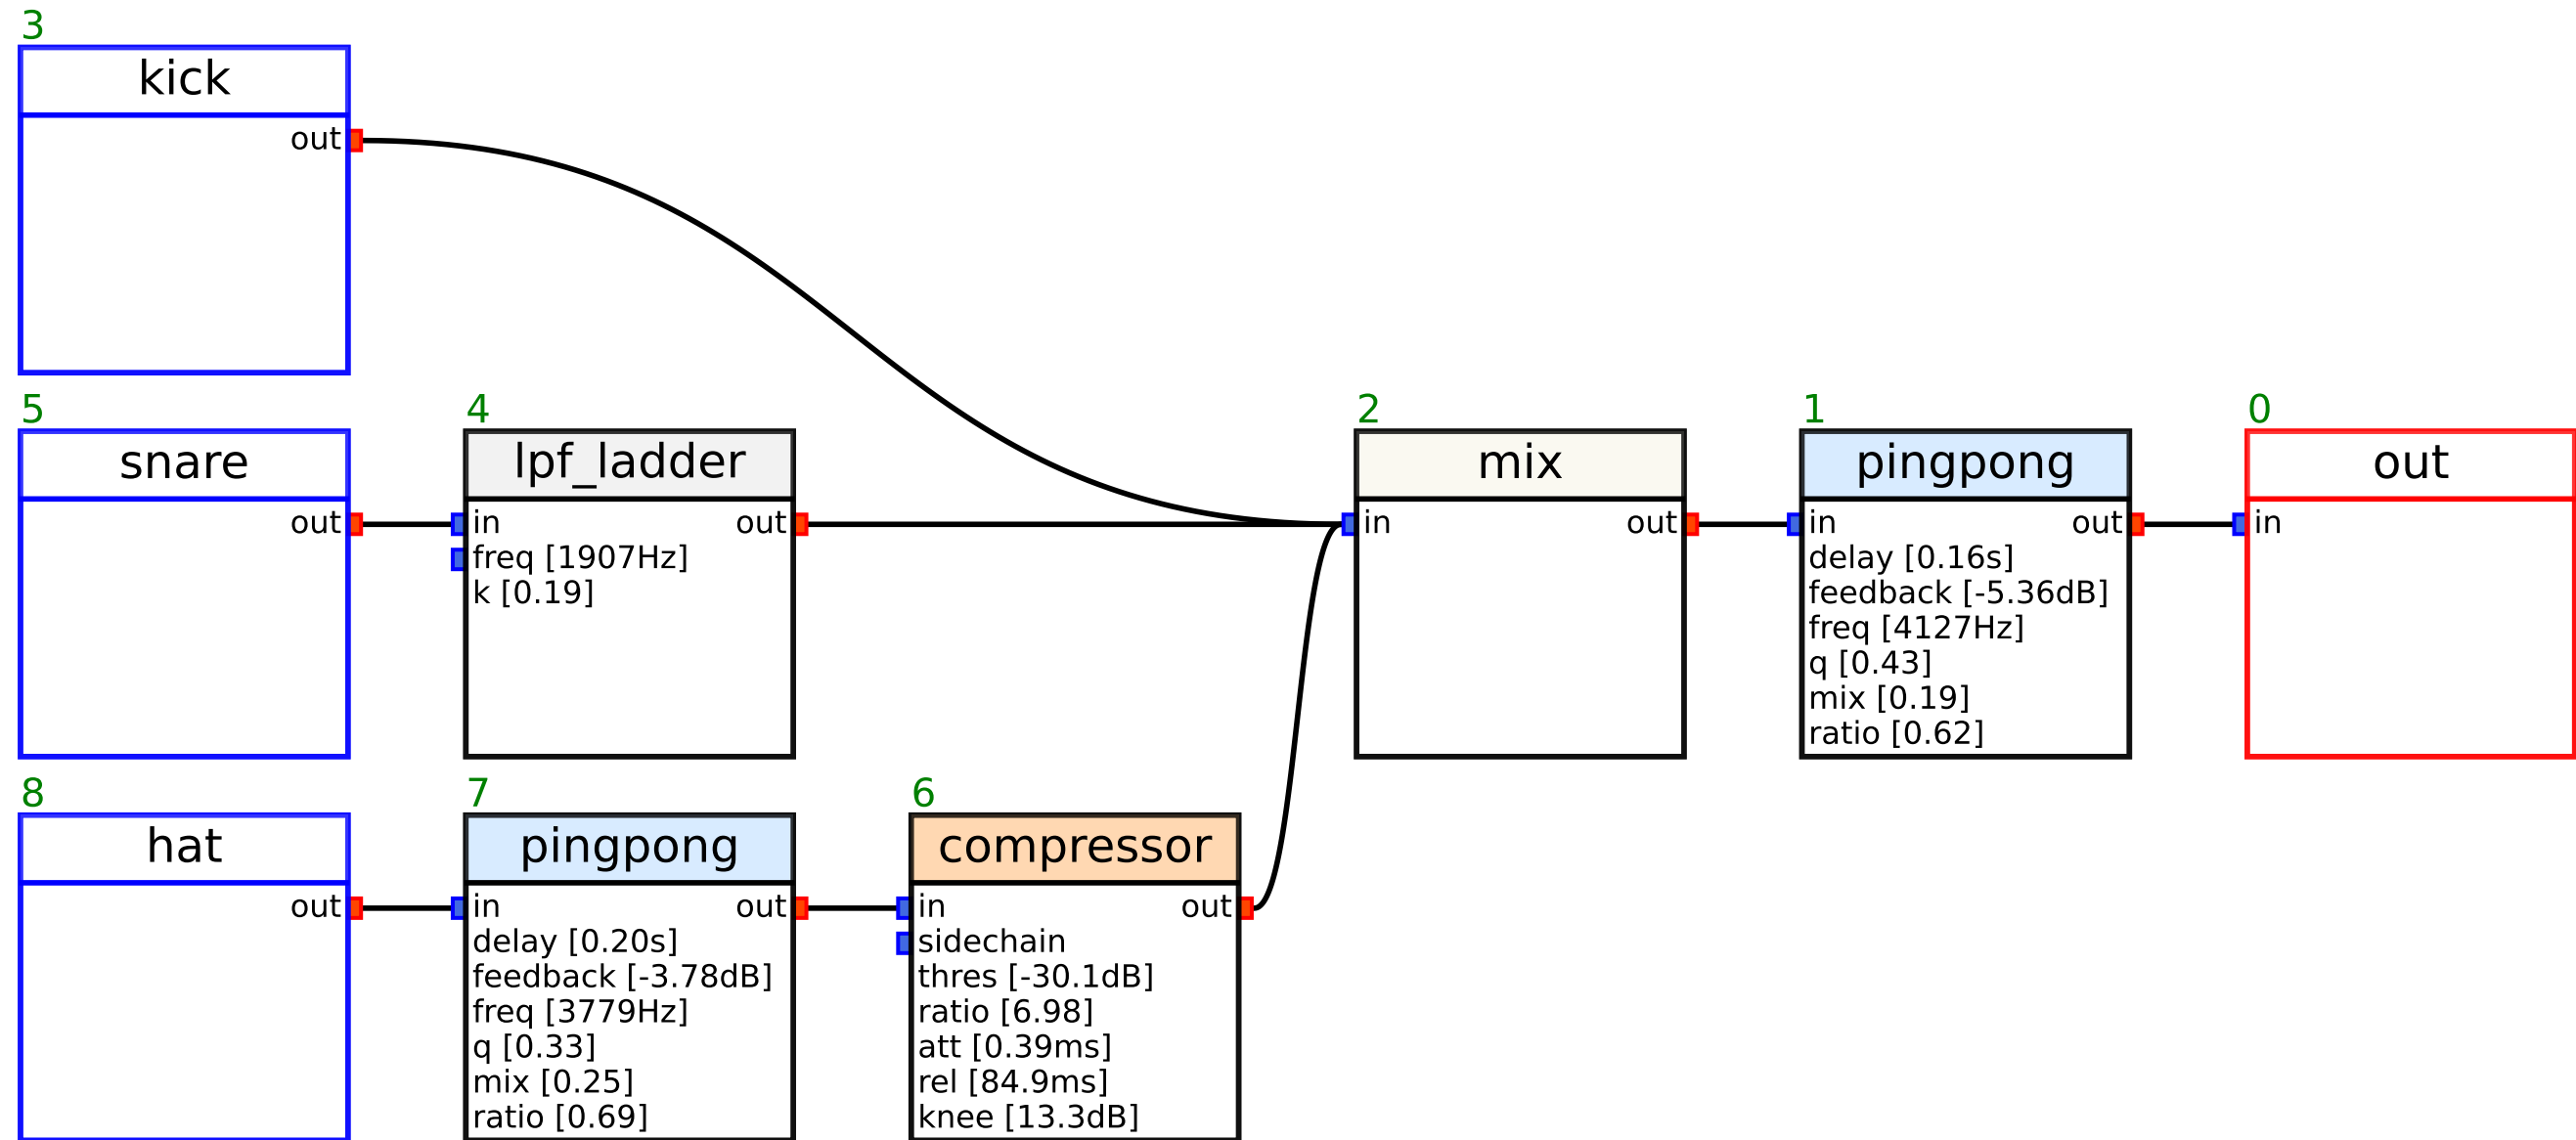 3
kick
out
5
snare
out
4
lpf_ladder
in out
freq [1907Hz]
k [0.19]
2
mix
in out
1
pingpong
in out
delay [0.16s]
feedback [-5.36dB]
freq [4127Hz]
q [0.43]
mix [0.19]
ratio [0.62]
0
out
in
8
hat
out
7
pingpong
in out
delay [0.20s]
feedback [-3.78dB]
freq [3779Hz]
q [0.33]
mix [0.25]
ratio [0.69]
6
compressor
in out
sidechain
thres [-30.1dB]
ratio [6.98]
att [0.39ms]
rel [84.9ms]
knee [13.3dB]